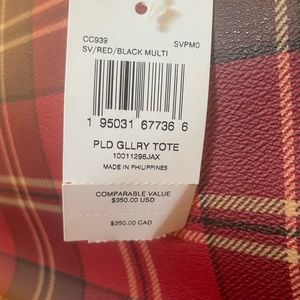 CC939 SVPM0
SV/RED/BLACK MULTI
1 95031 67736 6
PLD GLLRY TOTE
10011298JAX
MADE IN PHILIPPINES
COMPARABLE VALUE
$350.00 USD
$350.00 CAD